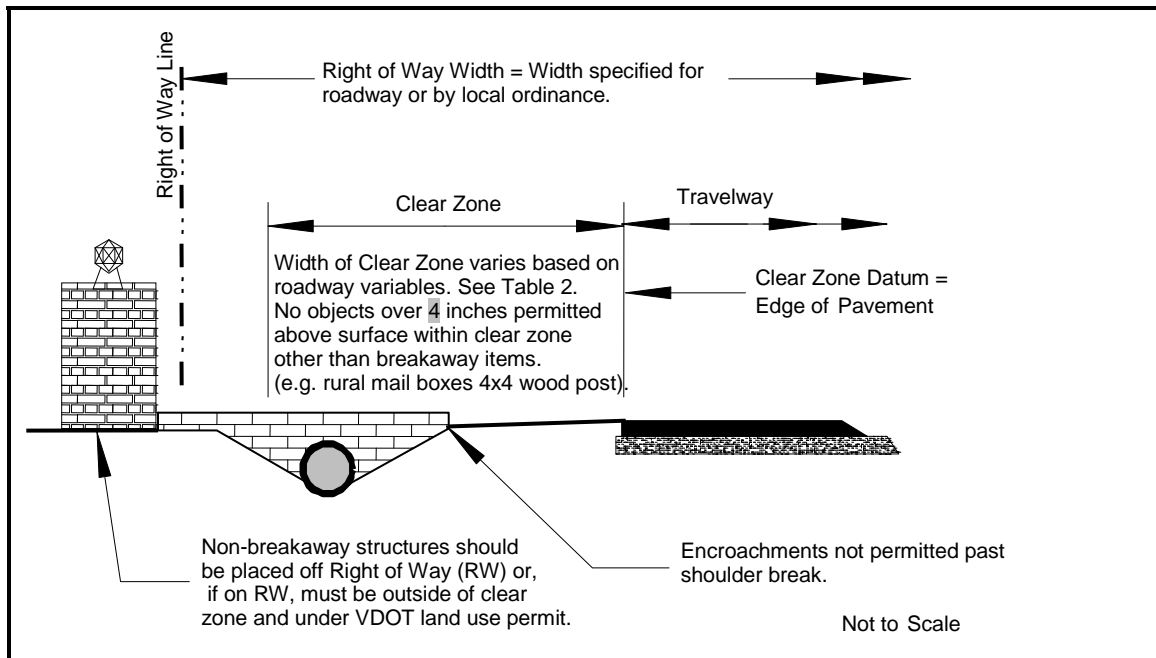 Right of Way Line
Right of Way Width = Width specified for
roadway or by local ordinance.
Clear Zone
Travelway
Width of Clear Zone varies based on
roadway variables. See Table 2.
No objects over 4 inches permitted
above surface within clear zone
other than breakaway items.
(e.g. rural mail boxes 4x4 wood post).
Clear Zone Datum =
Edge of Pavement
Non-breakaway structures should
be placed off Right of Way (RW) or,
if on RW, must be outside of clear
zone and under VDOT land use permit.
Encroachments not permitted past
shoulder break.
Not to Scale